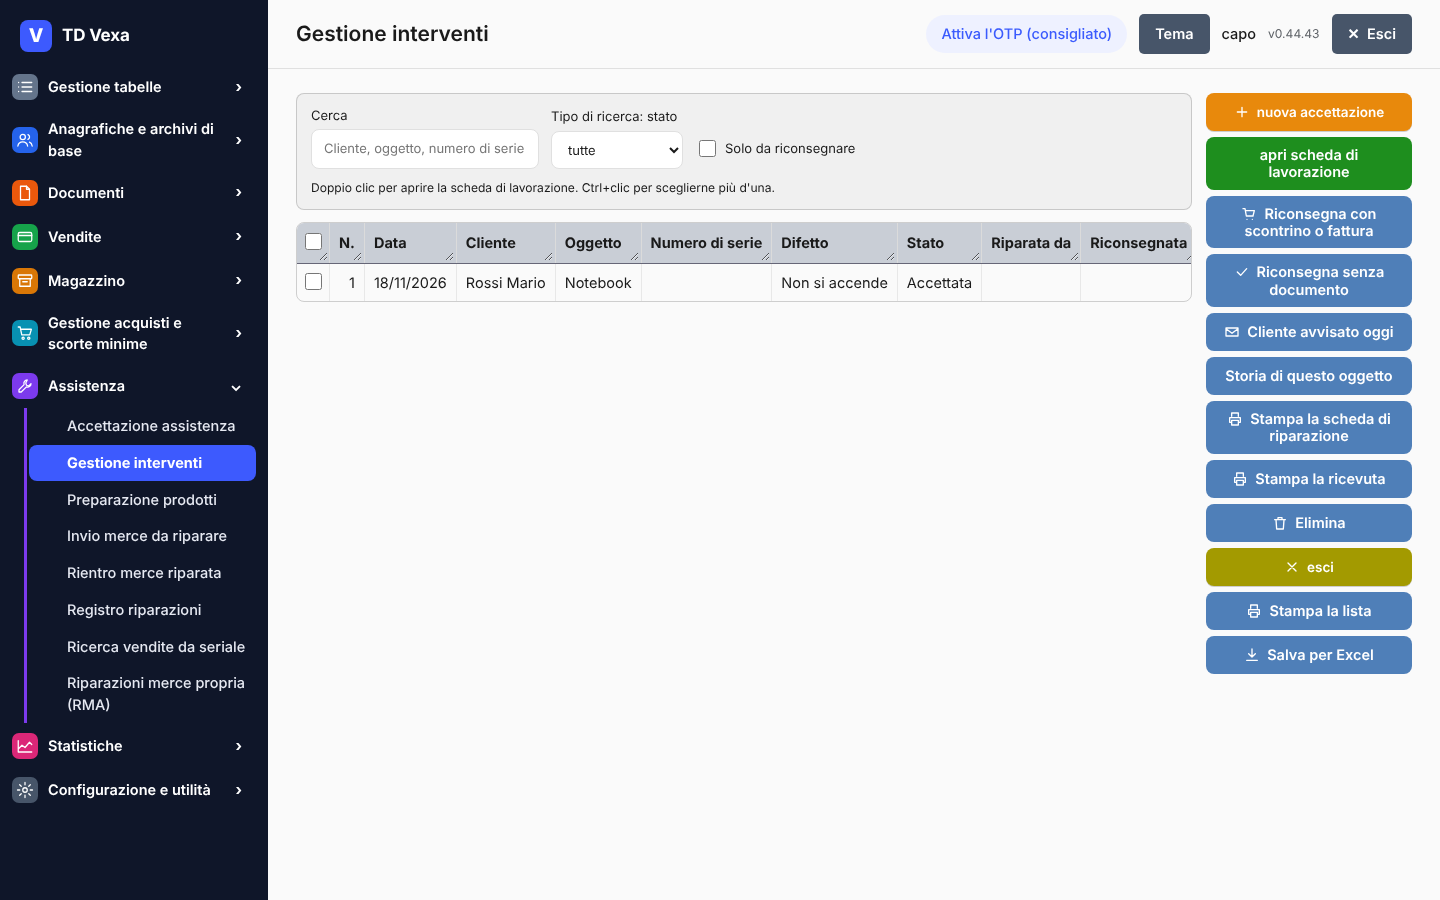 V TD Vexa
Gestione tabelle
Anagrafiche e archivi di
base
Documenti
Vendite
Magazzino
Gestione acquisti e
scorte minime
Assistenza
Accettazione assistenza
Gestione interventi
Preparazione prodotti
Invio merce da riparare
Rientro merce riparata
Registro riparazioni
Ricerca vendite da seriale
Riparazioni merce propria
(RMA)
Statistiche
Configurazione e utilità
Gestione interventi
Attiva l'OTP (consigliato)
Tema
capo
v0.44.43
Esci
Cerca
Cliente, oggetto, numero di serie
Tipo di ricerca: stato
tutte
Solo da riconsegnare
Doppio clic per aprire la scheda di lavorazione. Ctrl+clic per sceglierne più d'una.
N. Data Cliente Oggetto Numero di serie Difetto Stato Riparata da Riconsegnata
1 18/11/2026 Rossi Mario Notebook Non si accende Accettata
nuova accettazione
apri scheda di
lavorazione
Riconsegna con
scontrino o fattura
Riconsegna senza
documento
Cliente avvisato oggi
Storia di questo oggetto
Stampa la scheda di
riparazione
Stampa la ricevuta
Elimina
esci
Stampa la lista
Salva per Excel